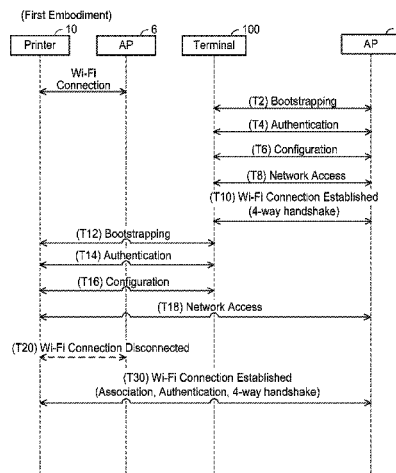 (First Embodiment)
10
6
100
Printer
AP
Terminal
AP
Wi-Fi
Connection
(T2) Bootstrapping
(T4) Authentication
(T6) Configuration
(T8) Network Access
(T10) Wi-Fi Connection Established
(4-way handshake)
(T12) Bootstrapping
(T14) Authentication
(T16) Configuration
(T18) Network Access
(T20) Wi-Fi Connection Disconnected
(T30) Wi-Fi Connection Established
(Association, Authentication, 4-way handshake)